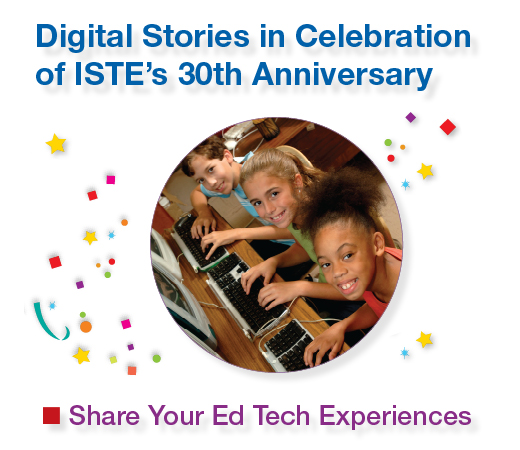 Digital Stories in Celebration
of ISTE’s 30th Anniversary
Share Your Ed Tech Experiences